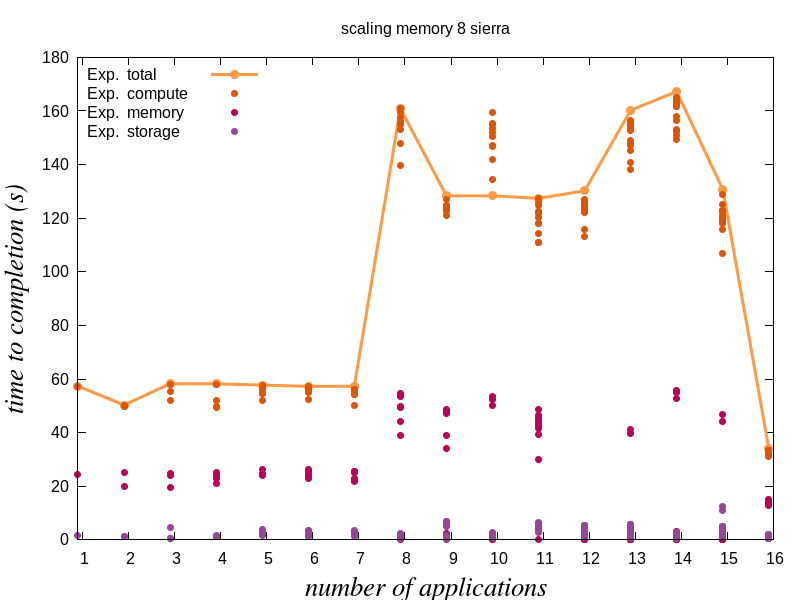 scaling memory 8 sierra
180
160
140
120
100
80
60
40
20
0
time to completion (s)
Exp. total
Exp. compute
Exp. memory
Exp. storage
1 2 3 4 5 6 7 8 9 10 11 12 13 14 15 16
number of applications